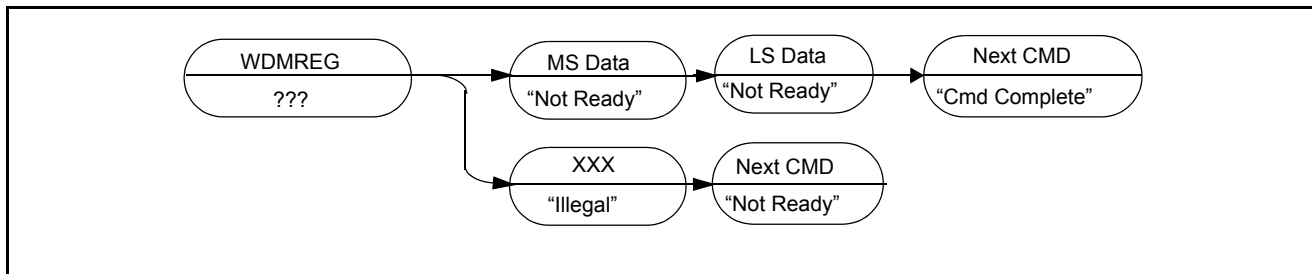 WDMREG
???
MS Data
“Not Ready”
LS Data
“Not Ready”
Next CMD
“Cmd Complete”
XXX
“Illegal”
Next CMD
“Not Ready”